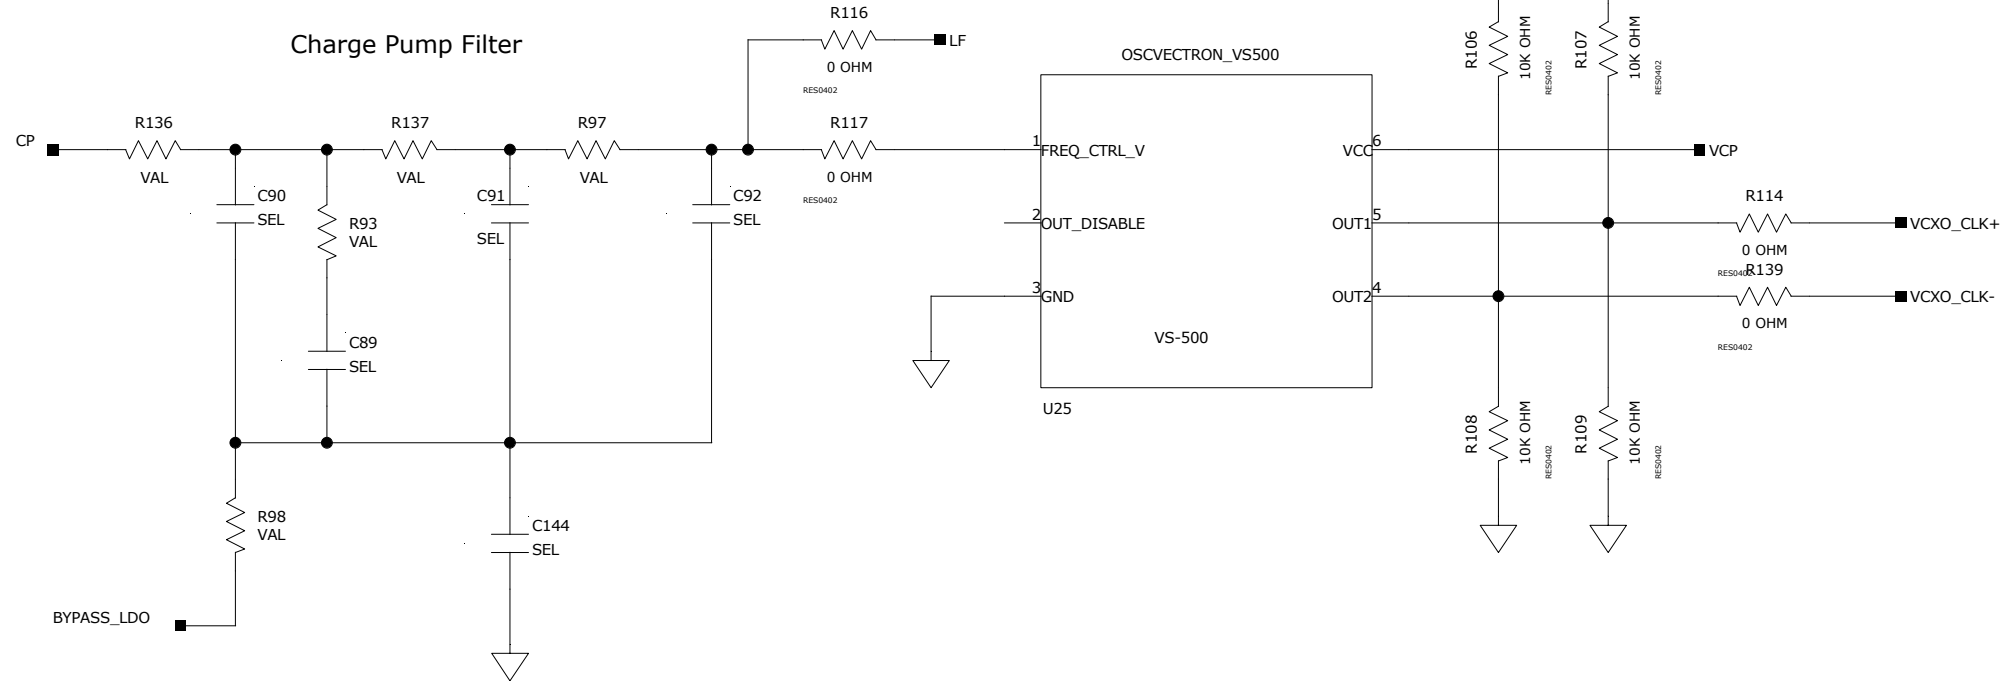 Charge Pump Filter
R116
LF
0 OHM
RES0402
OSCVECTRON_VS500
R106
10K OHM
RES0402
R107
10K OHM
RES0402
CP
R136
VAL
R137
VAL
R97
VAL
R117
0 OHM
RES0402
C90
SEL
R93
VAL
C91
SEL
C92
SEL
C89
SEL
1
FREQ_CTRL_V
2
OUT_DISABLE
3
GND
VCC
6
OUT1
5
OUT2
4
VS-500
U25
VCP
R114
0 OHM
RES0402
VCXO_CLK+
R139
0 OHM
RES0402
VCXO_CLK-
R108
10K OHM
RES0402
R109
10K OHM
RES0402
R98
VAL
C144
SEL
BYPASS_LDO